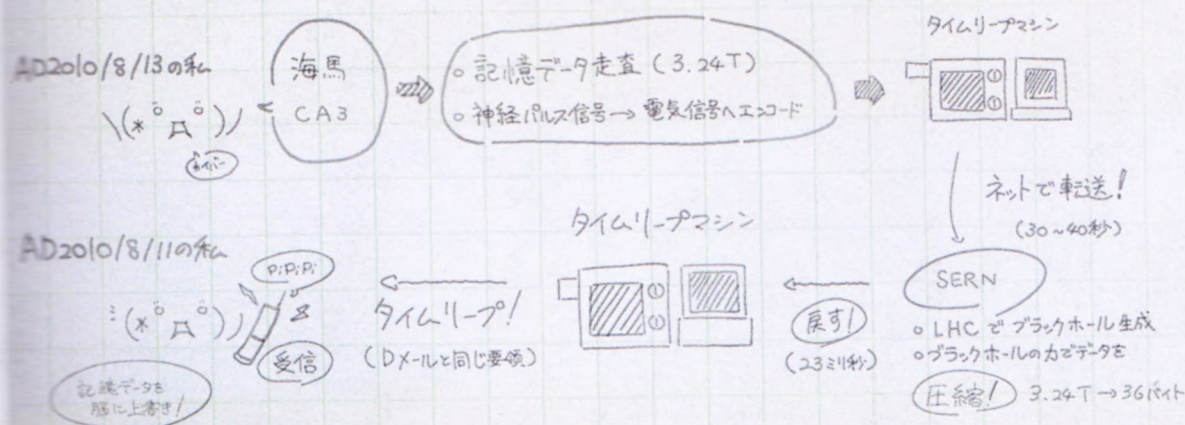 タイムリープマシン
AD2010/8/13の私
海馬
CA3
○ 記憶データ走査 (3.24T)
○ 神経パルス信号→電気信号へエンコード
\(* ゜д゜)ノ
ネットで転送!
(30~40秒)
AD2010/8/11の私
タイムリープマシン
PiPiPi
SERN
タイムリープ!
(Dメールと同じ要領)
戻す!
(23ミリ秒)
○ LHCでブラックホール生成
○ ブラックホールの力でデータを
圧縮! 3.24T→36バイト
受信
記憶データを
脳に上書き!